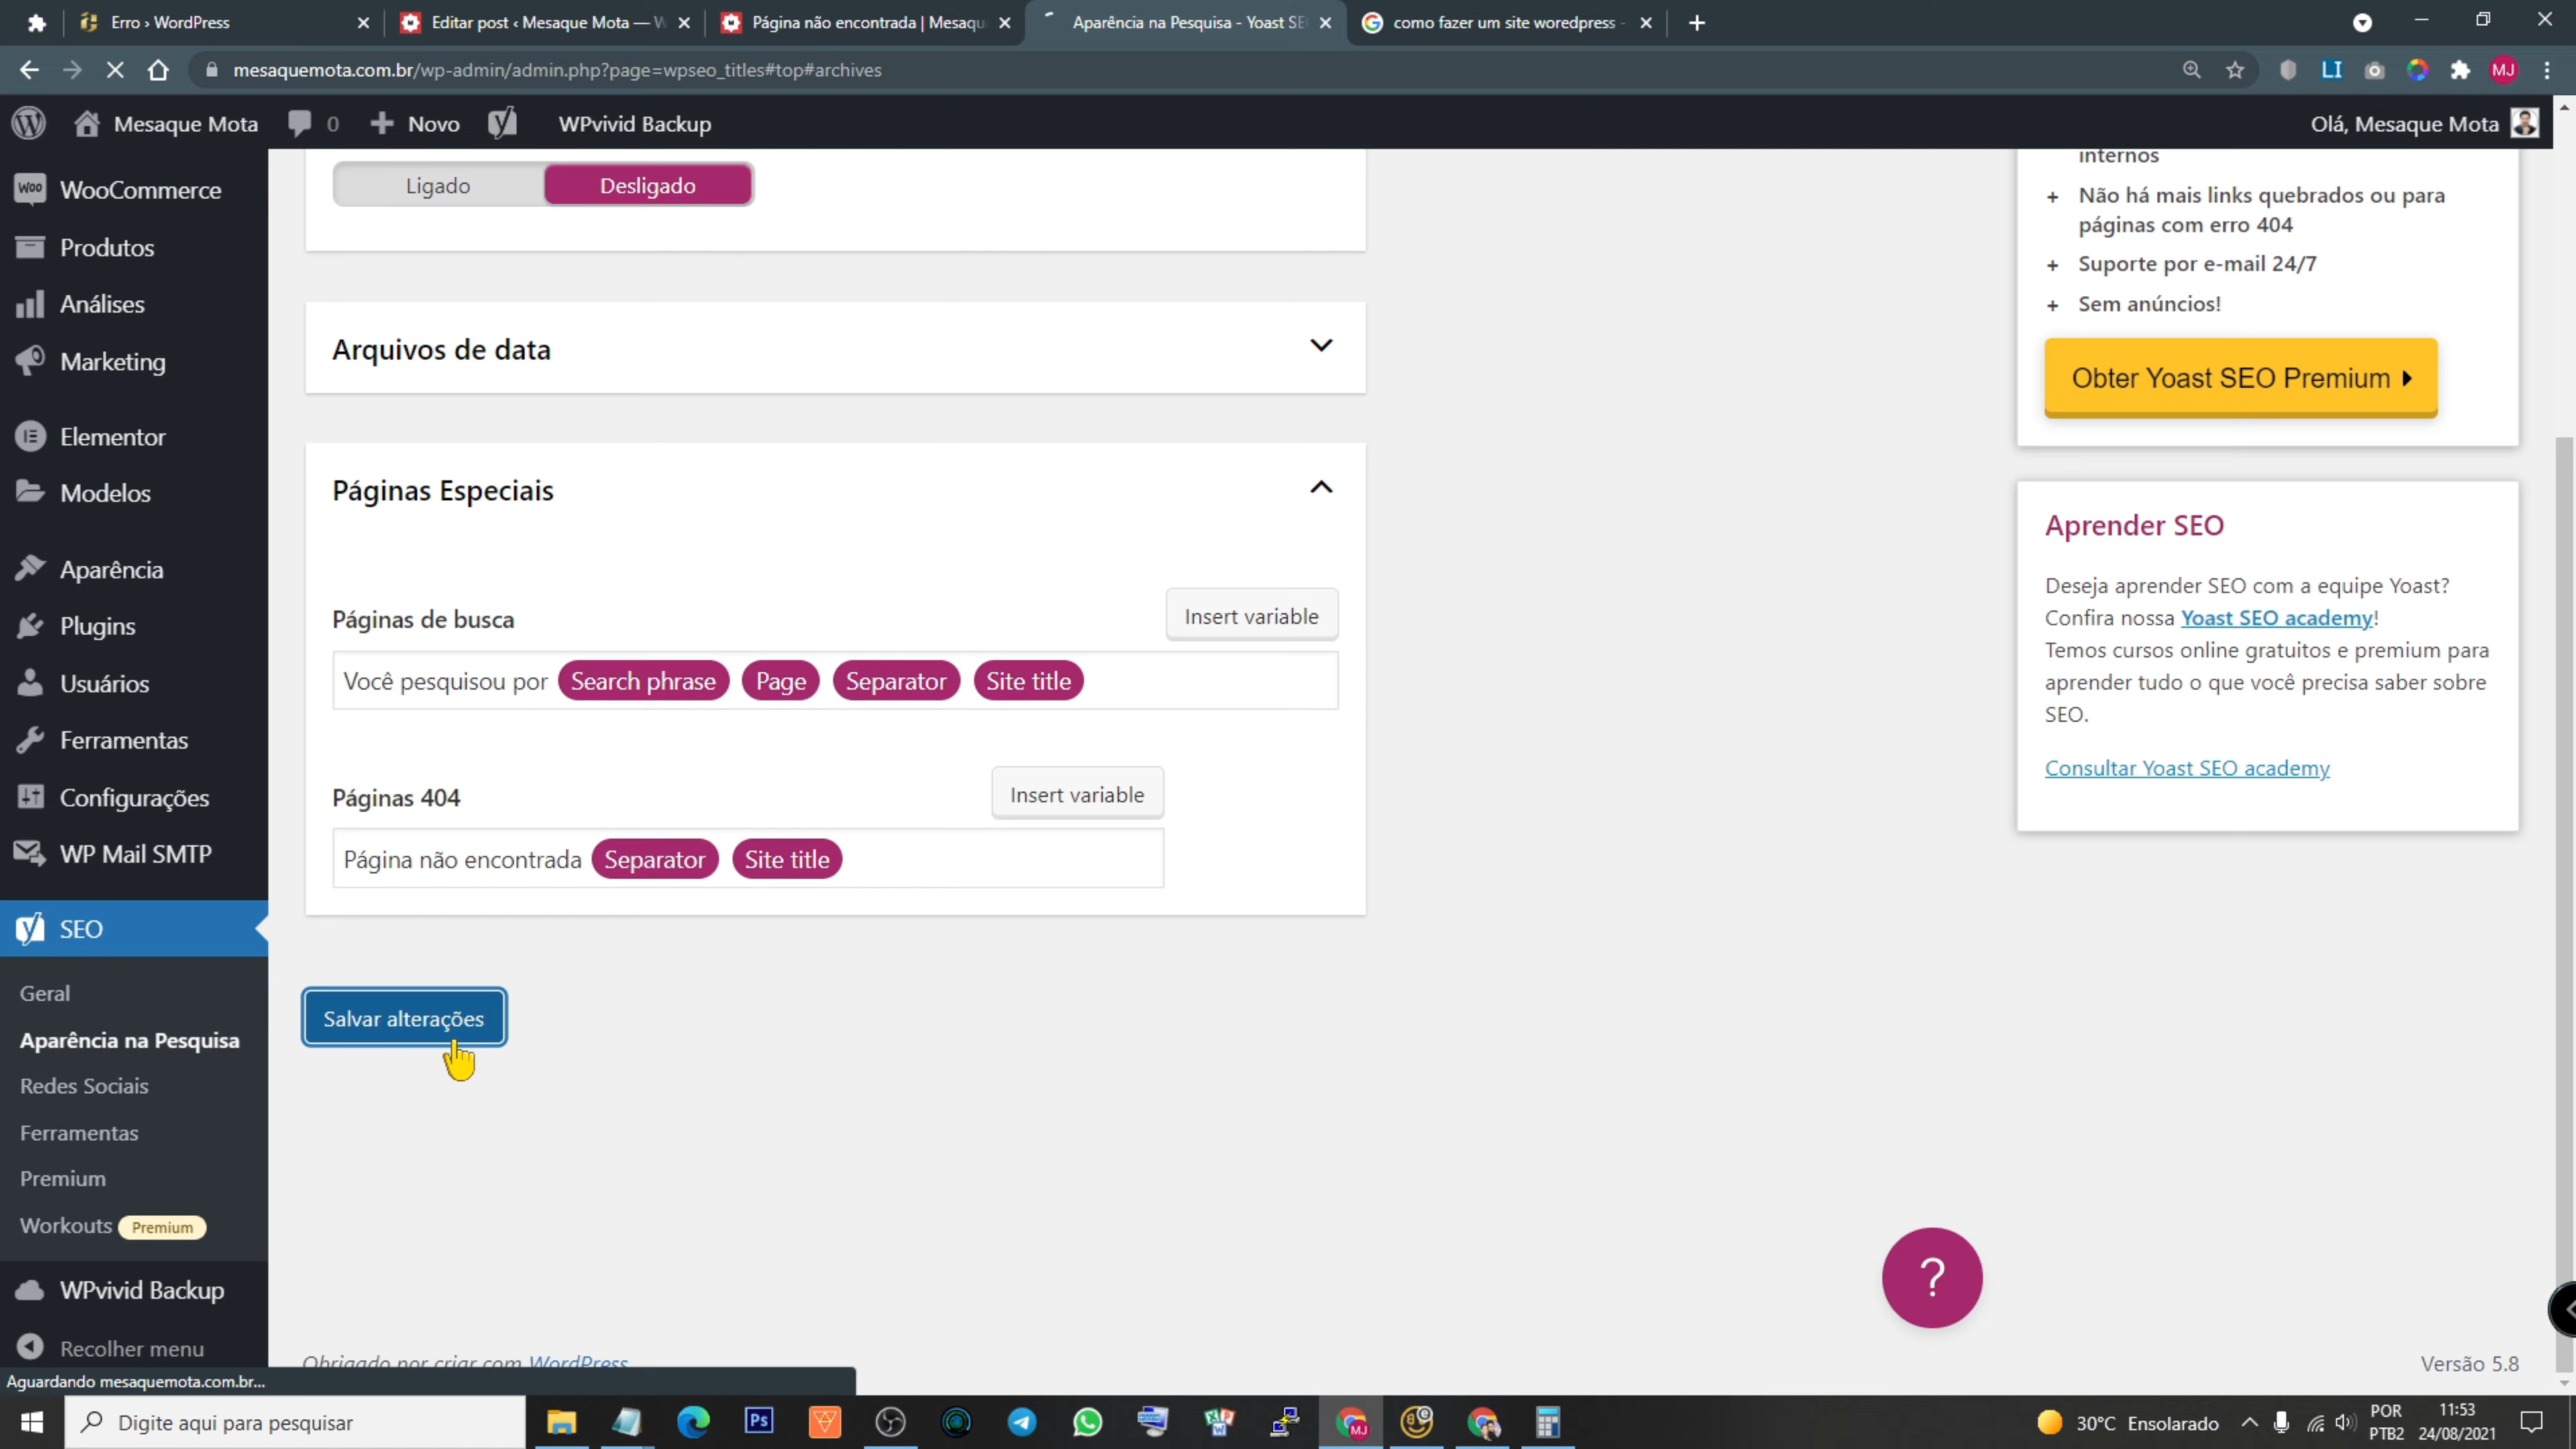 Erro › WordPress
Editar post ‹ Mesaque Mota — W
Página não encontrada | Mesaqu
Aparência na Pesquisa - Yoast SE
como fazer um site woredpress -
mesaquemota.com.br/wp-admin/admin.php?page=wpseo_titles#top#archives
LI
MJ
Mesaque Mota
0
Novo
WPvivid Backup
Olá, Mesaque Mota
WooCommerce
Produtos
Análises
Marketing
Elementor
Modelos
Aparência
Plugins
Usuários
Ferramentas
Configurações
WP Mail SMTP
SEO
Geral
Aparência na Pesquisa
Redes Sociais
Ferramentas
Premium
Workouts Premium
WPvivid Backup
Recolher menu
Ligado Desligado
Arquivos de data
Páginas Especiais
Páginas de busca
Insert variable
Você pesquisou por Search phrase Page Separator Site title
Páginas 404
Insert variable
Página não encontrada Separator Site title
Salvar alterações
Obrigado por criar com WordPress
internos
+ Não há mais links quebrados ou para
páginas com erro 404
+ Suporte por e-mail 24/7
+ Sem anúncios!
Obter Yoast SEO Premium
Aprender SEO
Deseja aprender SEO com a equipe Yoast?
Confira nossa Yoast SEO academy!
Temos cursos online gratuitos e premium para
aprender tudo o que você precisa saber sobre
SEO.
Consultar Yoast SEO academy
?
Versão 5.8
Aguardando mesaquemota.com.br...
Digite aqui para pesquisar
Ps
MJ
30°C Ensolarado
POR
PTB2
11:53
24/08/2021